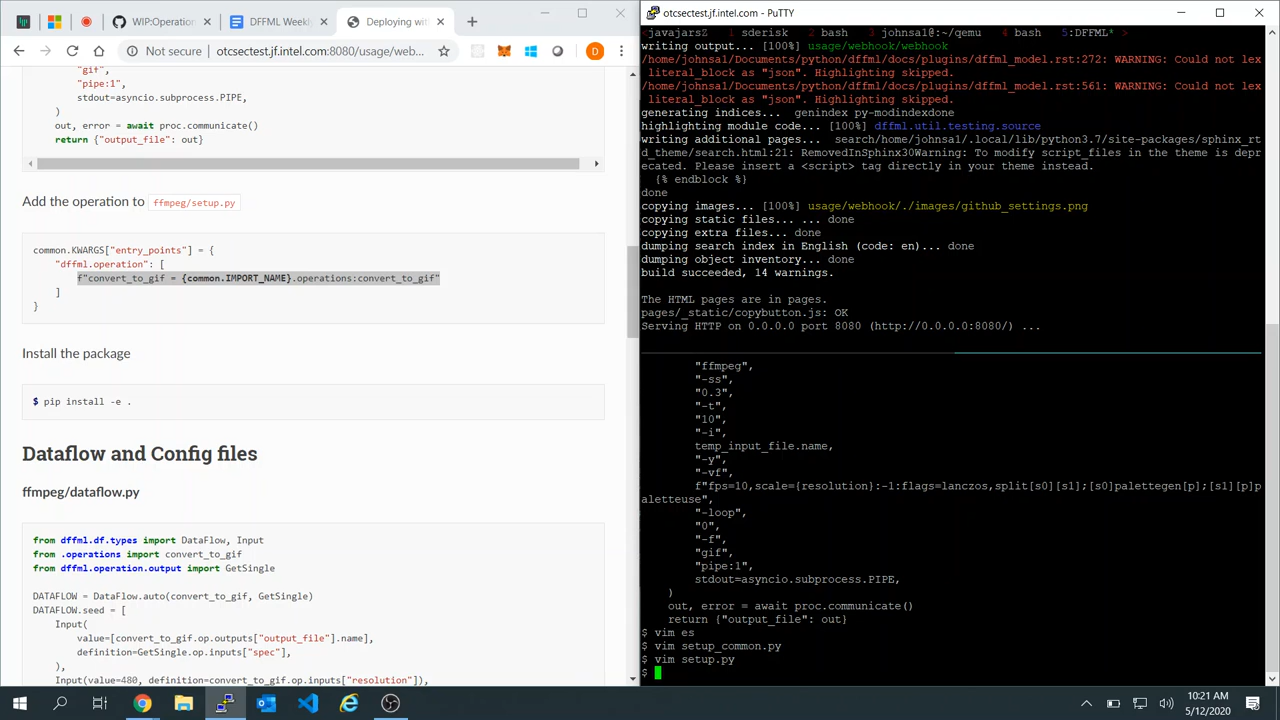 WIP:Operation
DFFML Weekl
Deploying with
Not secure
otcsectest.jf.intel.com:8080/usage/web...
D
"gif",
"pipe:1",
stdout=asyncio.subprocess.PIPE,
)
out, error = await proc.communicate()
return {"output_file": out}
Add the operation to ffmpeg/setup.py
common.KWARGS["entry_points"] = {
"dffml.operation": [
f"convert_to_gif = {common.IMPORT_NAME}.operations:convert_to_gif"
]
}
Install the package
$ pip install -e .
Dataflow and Config files
ffmpeg/dataflow.py
from dffml.df.types import DataFlow, Input
from .operations import convert_to_gif
from dffml.operation.output import GetSingle
DATAFLOW = DataFlow.auto(convert_to_gif, GetSingle)
DATAFLOW.seed = [
Input(
value=[convert_to_gif.op.outputs["output_file"].name],
definition=GetSingle.op.inputs["spec"],
),
Input(value=480, definition=convert_to_gif.op.inputs["resolution"]),
otcsectest.jf.intel.com - PuTTY
<javajarsZ 1 sderisk 2 bash 3 johnsa1@:~/qemu 4 bash 5:DFFML* >
writing output... [100%] usage/webhook/webhook
/home/johnsa1/Documents/python/dffml/docs/plugins/dffml_model.rst:272: WARNING: Could not lex
literal_block as "json". Highlighting skipped.
/home/johnsa1/Documents/python/dffml/docs/plugins/dffml_model.rst:561: WARNING: Could not lex
literal_block as "json". Highlighting skipped.
generating indices... genindex py-modindexdone
highlighting module code... [100%] dffml.util.testing.source
writing additional pages... search/home/johnsa1/.local/lib/python3.7/site-packages/sphinx_rt
d_theme/search.html:21: RemovedInSphinx30Warning: To modify script_files in the theme is depr
ecated. Please insert a <script> tag directly in your theme instead.
{% endblock %}
done
copying images... [100%] usage/webhook/./images/github_settings.png
copying static files... ... done
copying extra files... done
dumping search index in English (code: en)... done
dumping object inventory... done
build succeeded, 14 warnings.
The HTML pages are in pages.
pages/_static/copybutton.js: OK
Serving HTTP on 0.0.0.0 port 8080 (http://0.0.0.0:8080/) ...
"ffmpeg",
"-ss",
"0.3",
"-t",
"10",
"-i",
temp_input_file.name,
"-y",
"-vf",
f"fps=10,scale={resolution}:-1:flags=lanczos,split[s0][s1];[s0]palettegen[p];[s1][p]p
aletteuse",
"-loop",
"0",
"-f",
"gif",
"pipe:1",
stdout=asyncio.subprocess.PIPE,
)
out, error = await proc.communicate()
return {"output_file": out}
$ vim es
$ vim setup_common.py
$ vim setup.py
$
10:21 AM
5/12/2020